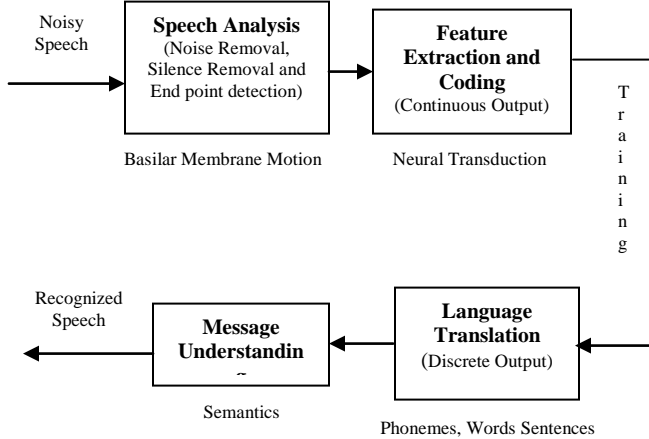 Noisy
Speech
Speech Analysis
(Noise Removal,
Silence Removal and
End point detection)
Basilar Membrane Motion
Feature
Extraction and
Coding
(Continuous Output)
Neural Transduction
T
r
a
i
n
i
n
g
Recognized
Speech
Message
Understandin
Semantics
Language
Translation
(Discrete Output)
Phonemes, Words Sentences